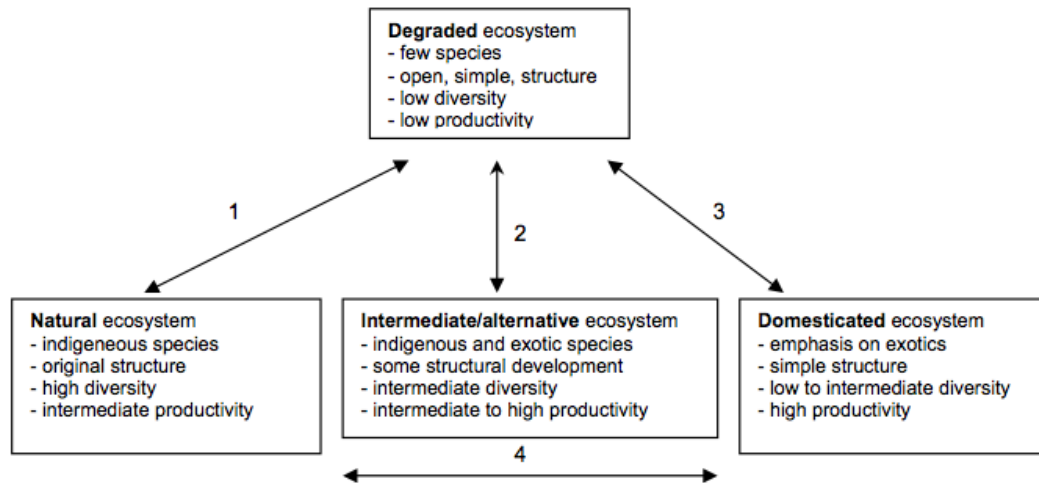 Degraded ecosystem
- few species
- open, simple, structure
- low diversity
- low productivity
1
2
3
Natural ecosystem
- indigeneous species
- original structure
- high diversity
- intermediate productivity
Intermediate/alternative ecosystem
- indigenous and exotic species
- some structural development
- intermediate diversity
- intermediate to high productivity
Domesticated ecosystem
- emphasis on exotics
- simple structure
- low to intermediate diversity
- high productivity
4